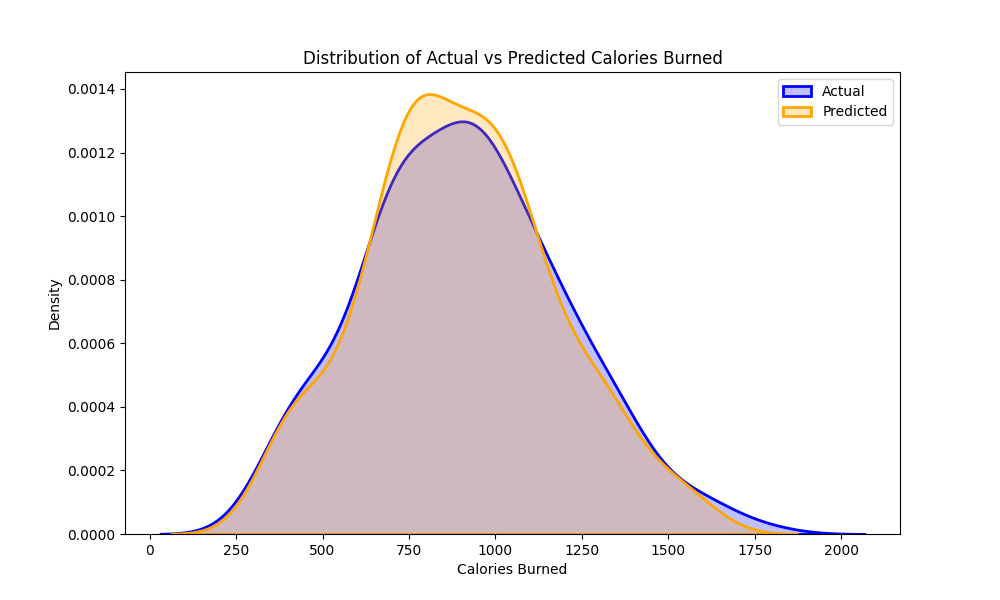 Distribution of Actual vs Predicted Calories Burned
Actual
Predicted
Density
0.0014
0.0012
0.0010
0.0008
0.0006
0.0004
0.0002
0.0000
0 250 500 750 1000 1250 1500 1750 2000
Calories Burned